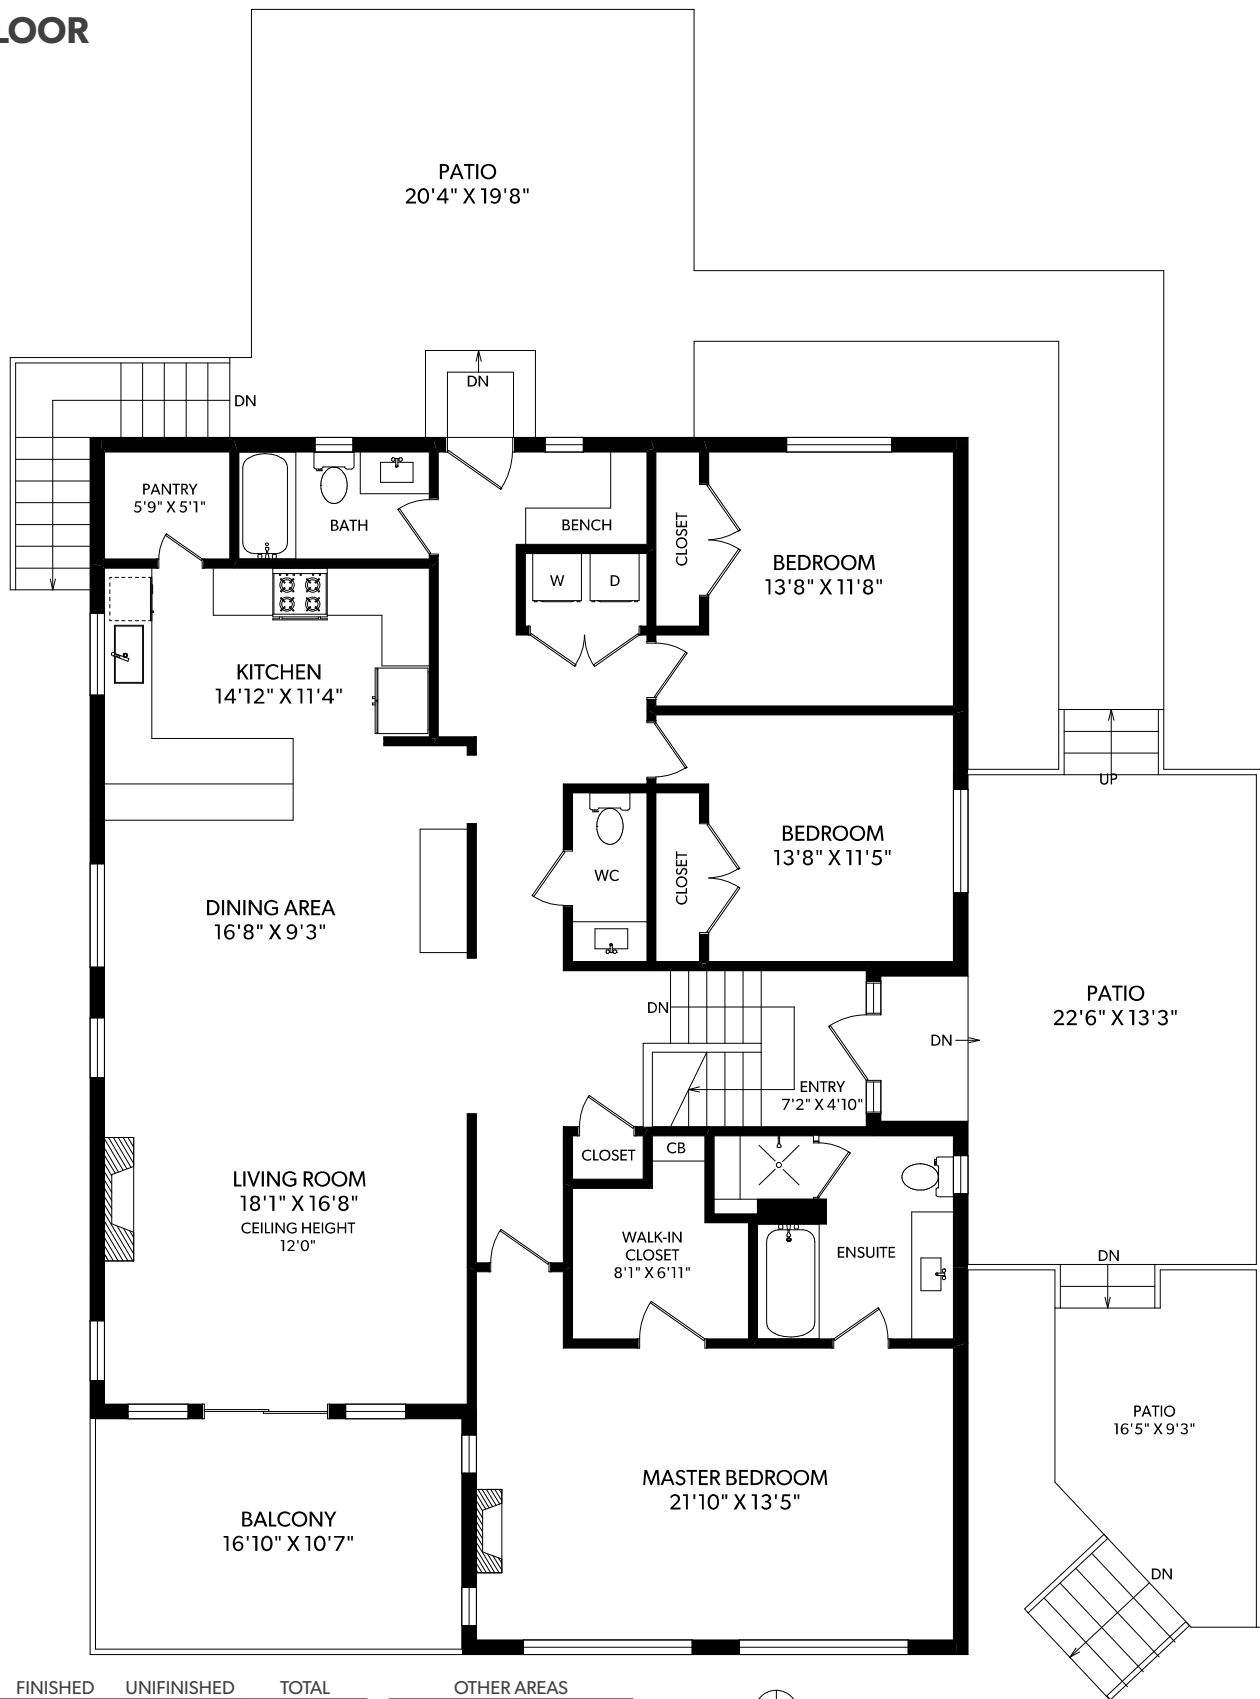 LOOR
PATIO
20'4" X 19'8"
DN
DN
PANTRY
5'9" X 5'1"
BATH
BENCH
CLOSET
BEDROOM
13'8" X 11'8"
W
D
KITCHEN
14'12" X 11'4"
UP
BEDROOM
13'8" X 11'5"
CLOSET
WC
DINING AREA
16'8" X 9'3"
PATIO
22'6" X 13'3"
DN
DN
ENTRY
7'2" X 4'10"
CLOSET
CB
LIVING ROOM
18'1" X 16'8"
CEILING HEIGHT
12'0"
WALK-IN
CLOSET
8'1" X 6'11"
ENSUITE
DN
PATIO
16'5" X 9'3"
MASTER BEDROOM
21'10" X 13'5"
BALCONY
16'10" X 10'7"
DN
FINISHED UNIFINISHED TOTAL
OTHER AREAS